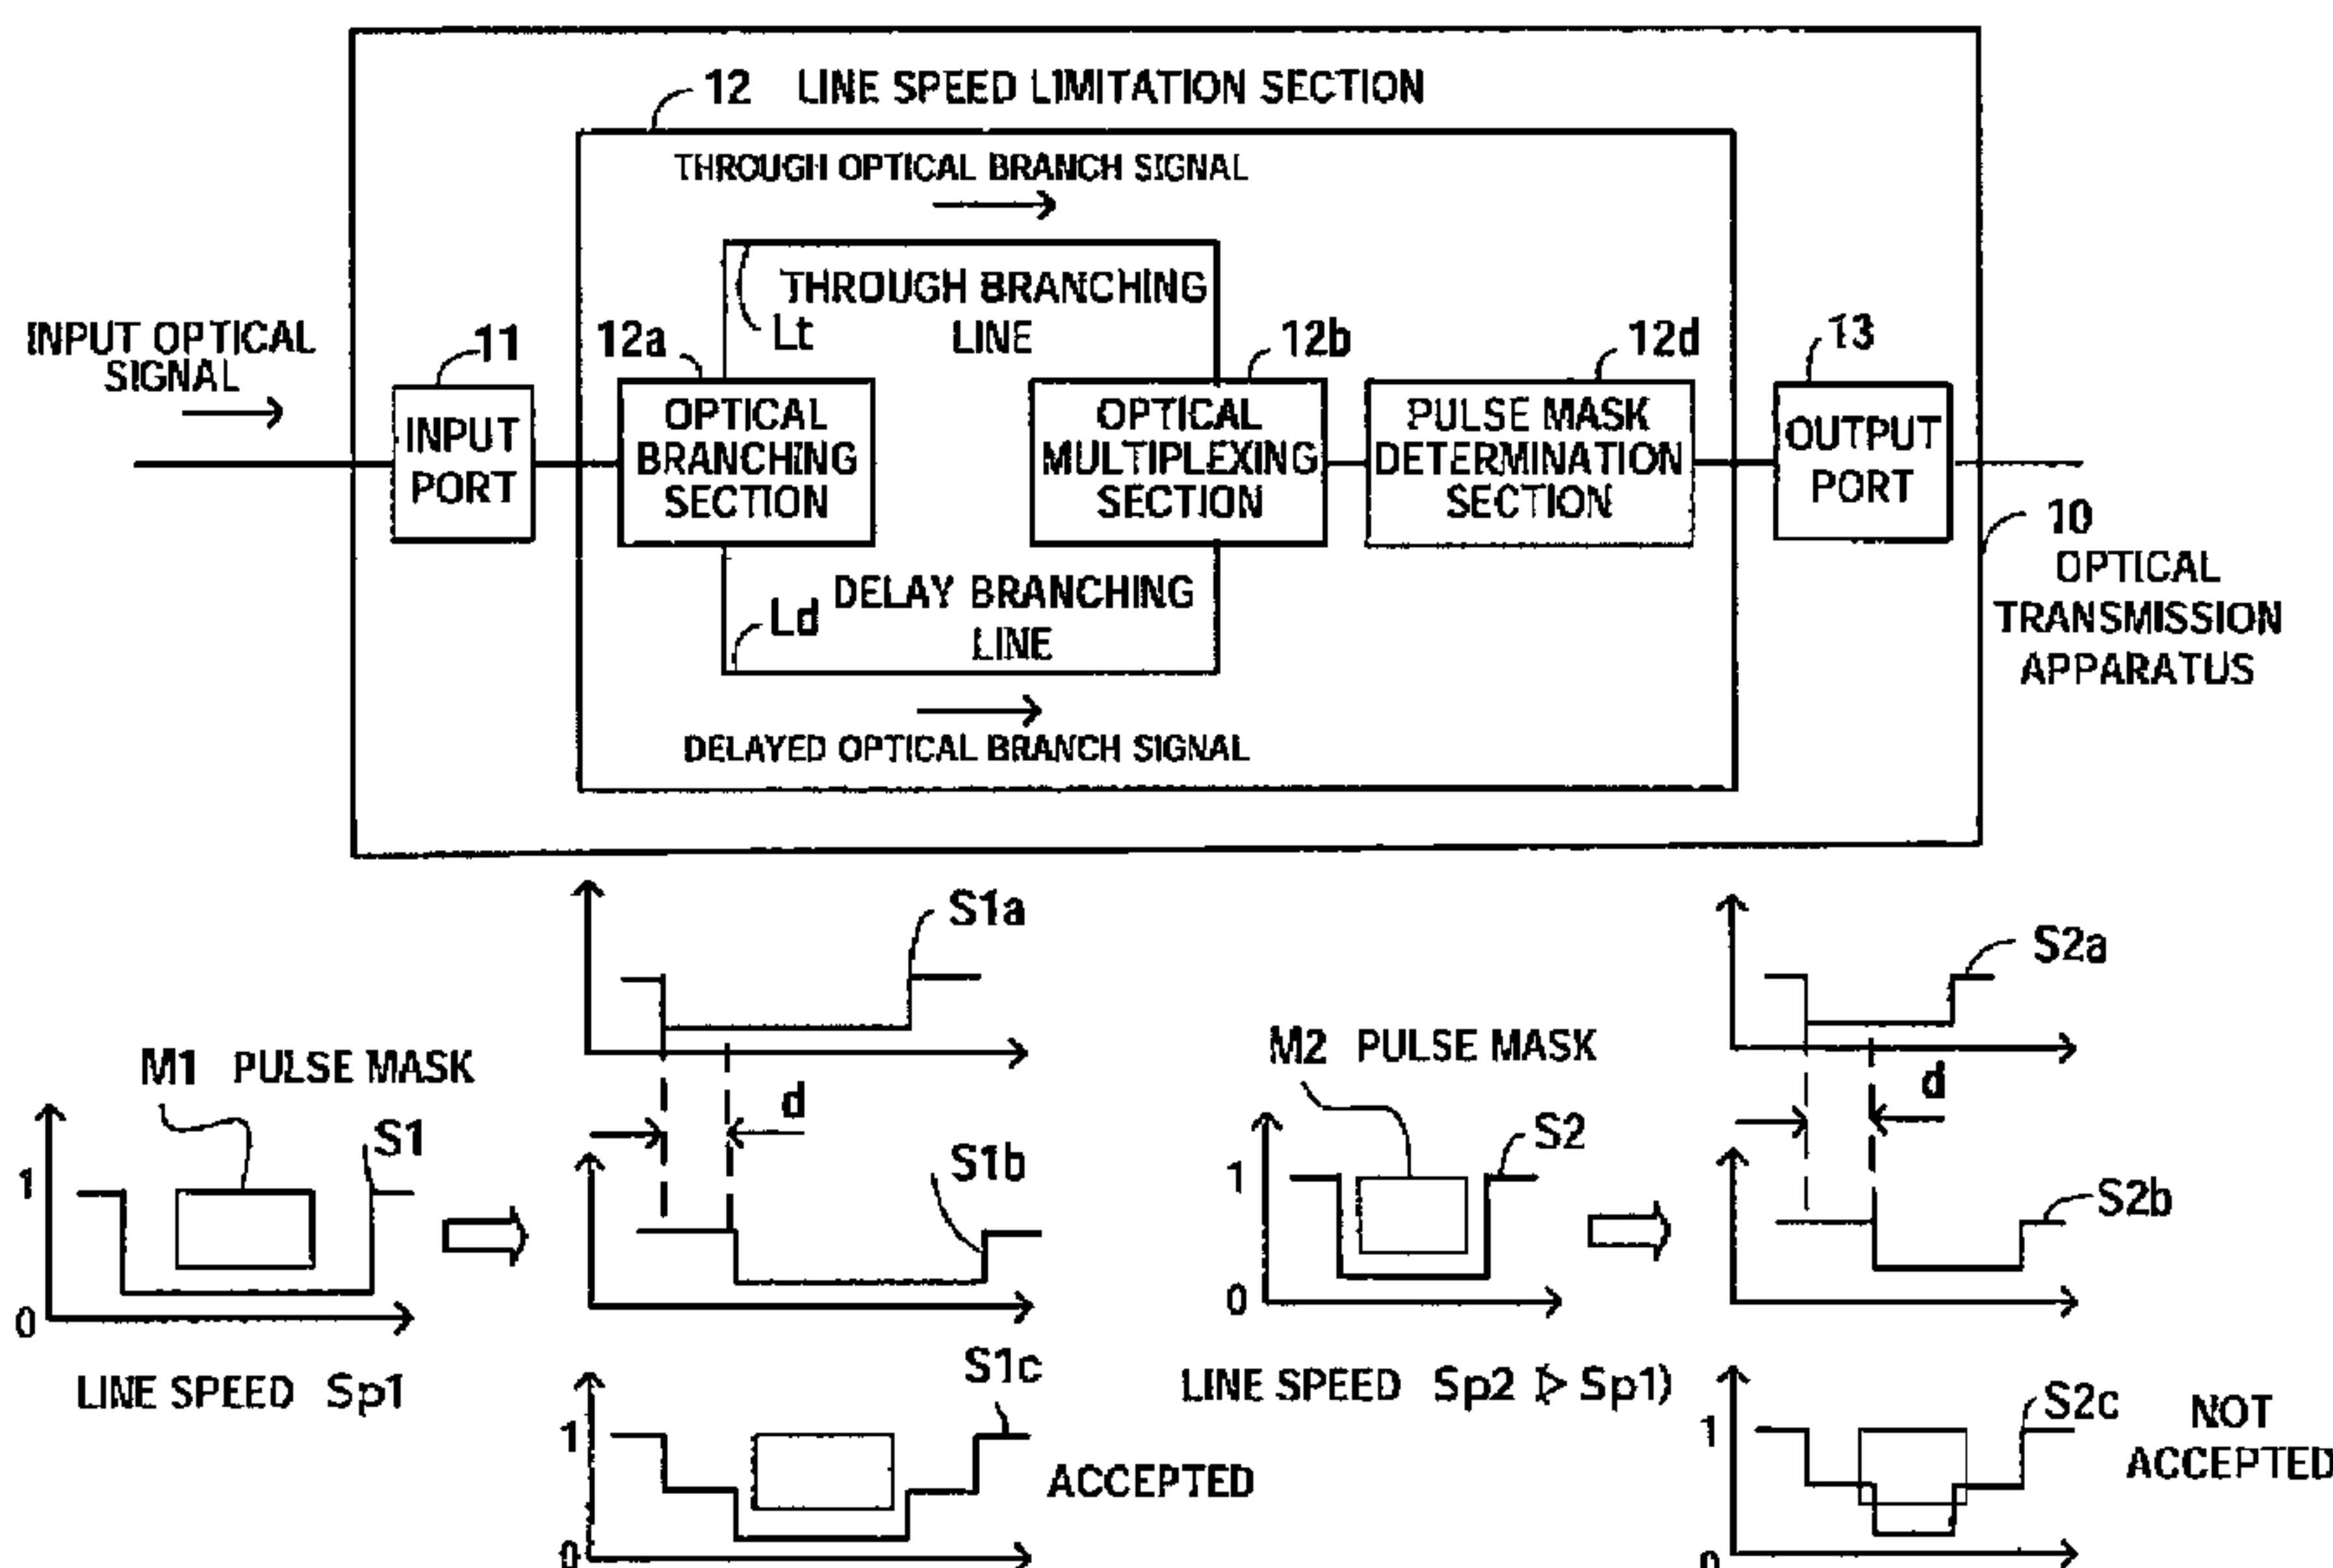 12 LINE SPEED LIMITATION SECTION
THROUGH OPTICAL BRANCH SIGNAL
THROUGH BRANCHING
LINE
Lt
INPUT OPTICAL
SIGNAL
11
12a
12b
12d
13
INPUT
PORT
OPTICAL
BRANCHING
SECTION
OPTICAL
MULTIPLEXING
SECTION
PULSE MASK
DETERMINATION
SECTION
OUTPUT
PORT
10
OPTICAL
TRANSMISSION
APPARATUS
Ld
DELAY BRANCHING
LINE
DELAYED OPTICAL BRANCH SIGNAL
S1a
S2a
M1 PULSE MASK
d
M2 PULSE MASK
d
1
S1
0
S1b
1
S2
0
S2b
LINE SPEED Sp1
S1c
1
0
ACCEPTED
LINE SPEED Sp2 > Sp1)
S2c
1
0
NOT
ACCEPTED